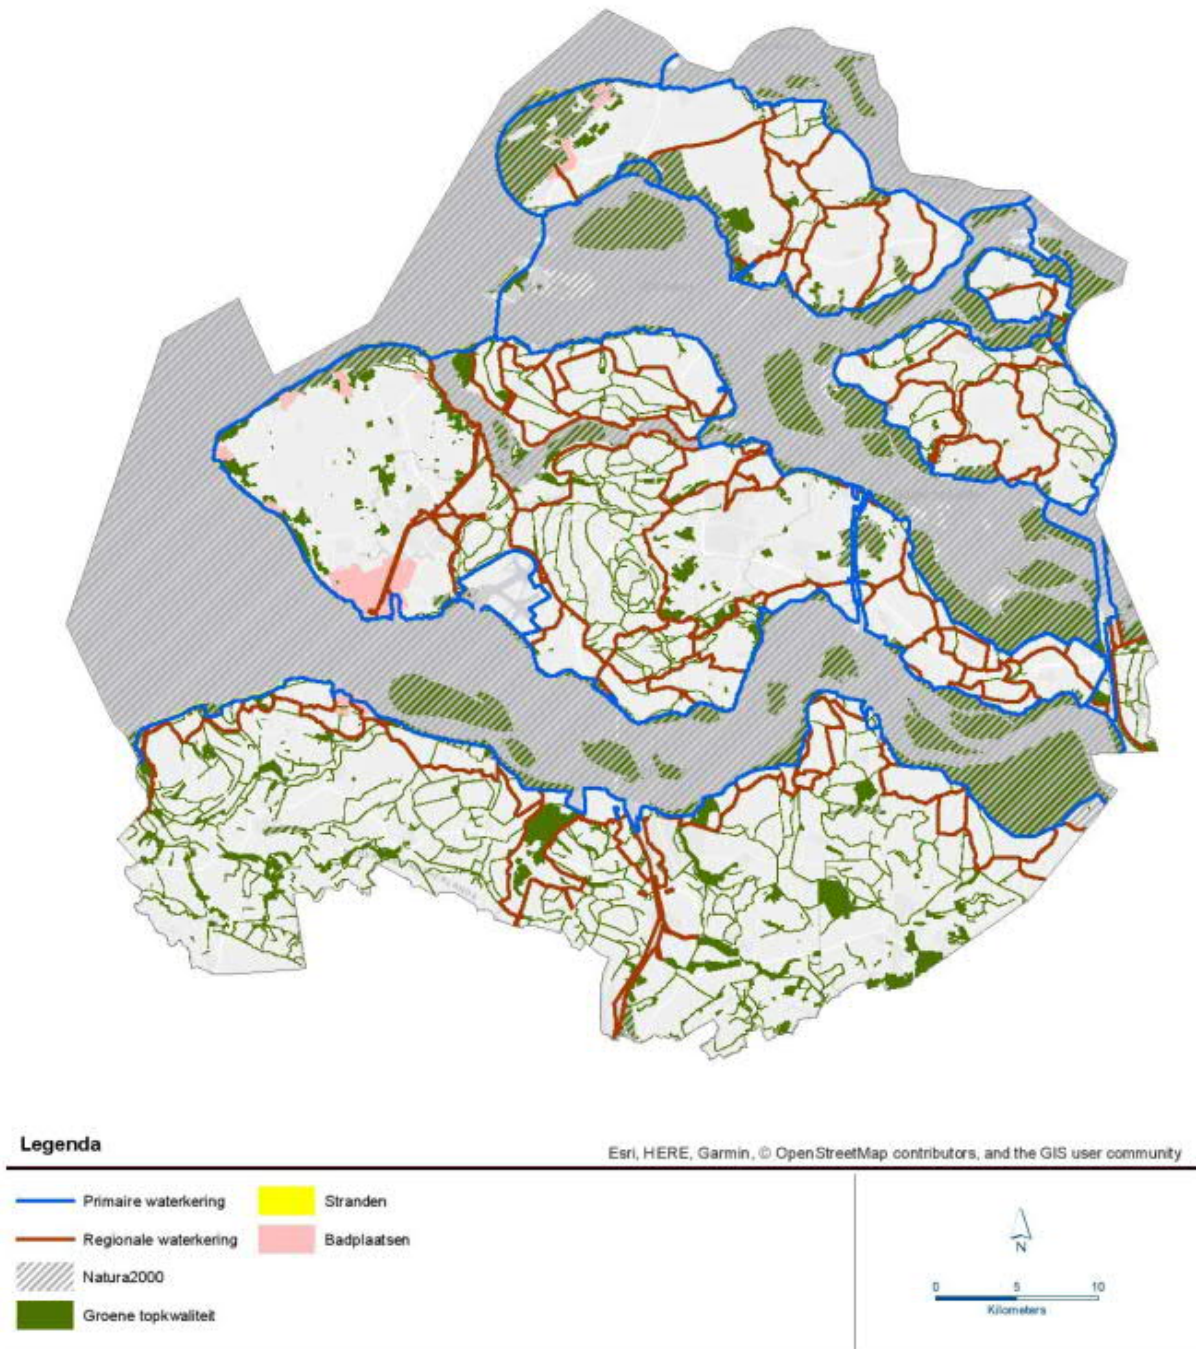 Legenda
Esri, HERE, Garmin, © OpenStreetMap contributors, and the GIS user community
Primaire waterkering
Stranden
Regionale waterkering
Badplaatsen
Natura2000
Groene topkwaliteit
N
0 5 10
Kilometers